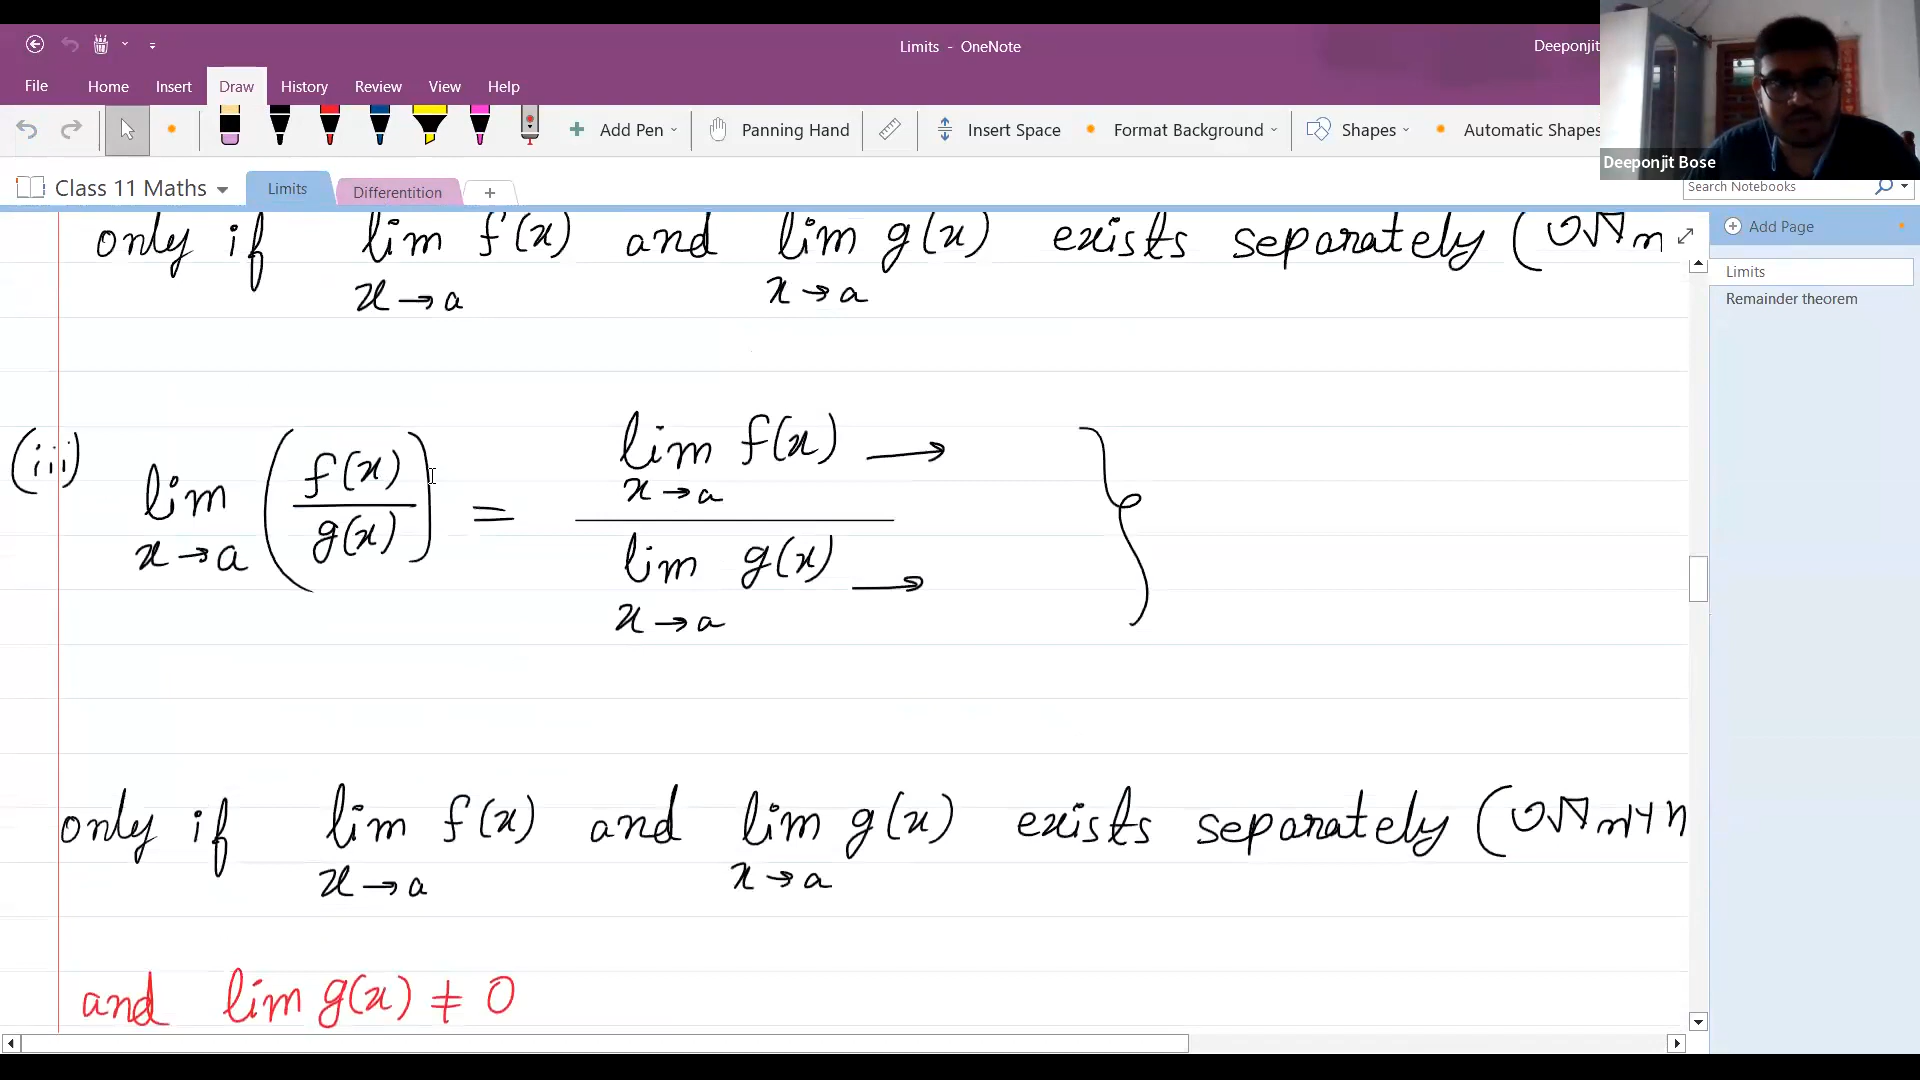 Limits - OneNote
Deeponjit
File Home Insert Draw History Review View Help
Add Pen Panning Hand Insert Space Format Background Shapes Automatic Shapes
Deeponjit Bose
Class 11 Maths Limits Differentition +
Search Notebooks
Add Page
Limits
Remainder theorem
only if lim f(x) and lim g(x) exists separately (
x→a x→a
(iii) lim (f(x)/g(x)) = lim f(x) → / lim g(x) →
x→a x→a x→a
only if lim f(x) and lim g(x) exists separately (
x→a x→a
and lim g(x) ≠ 0